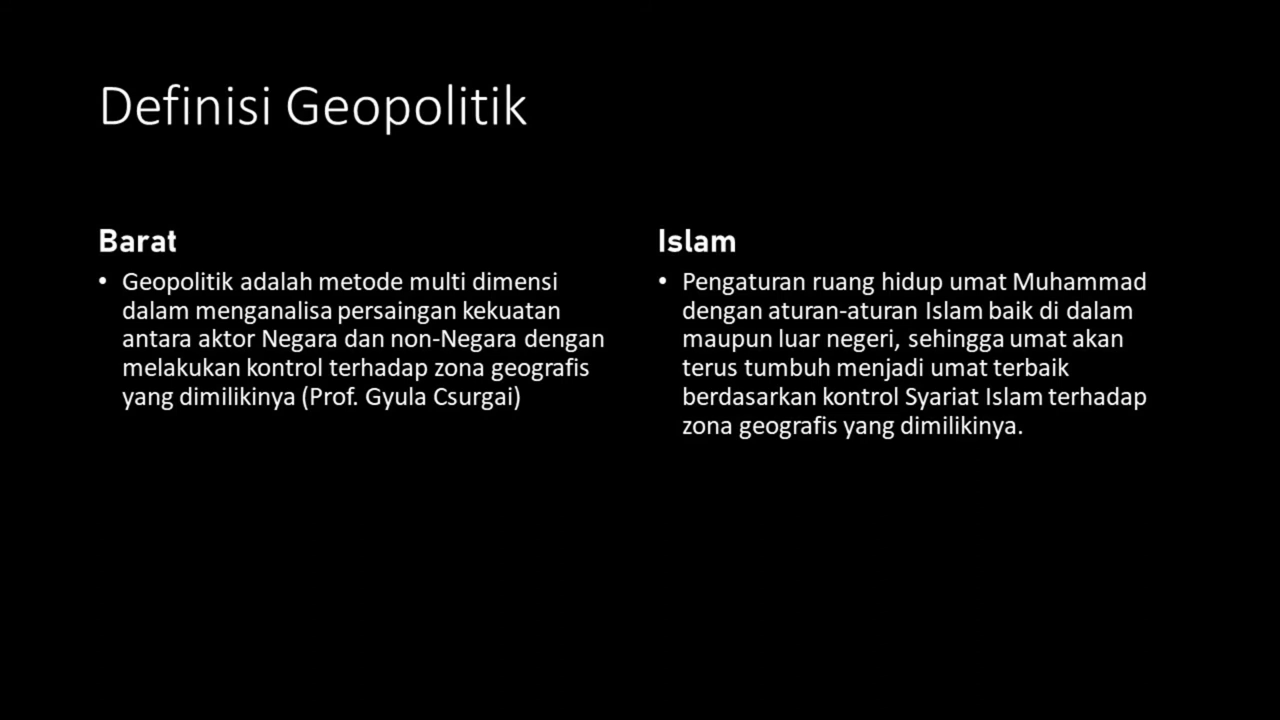 Definisi Geopolitik
Barat
• Geopolitik adalah metode multi dimensi
dalam menganalisa persaingan kekuatan
antara aktor Negara dan non-Negara dengan
melakukan kontrol terhadap zona geografis
yang dimilikinya (Prof. Gyula Csurgai)
Islam
• Pengaturan ruang hidup umat Muhammad
dengan aturan-aturan Islam baik di dalam
maupun luar negeri, sehingga umat akan
terus tumbuh menjadi umat terbaik
berdasarkan kontrol Syariat Islam terhadap
zona geografis yang dimilikinya.